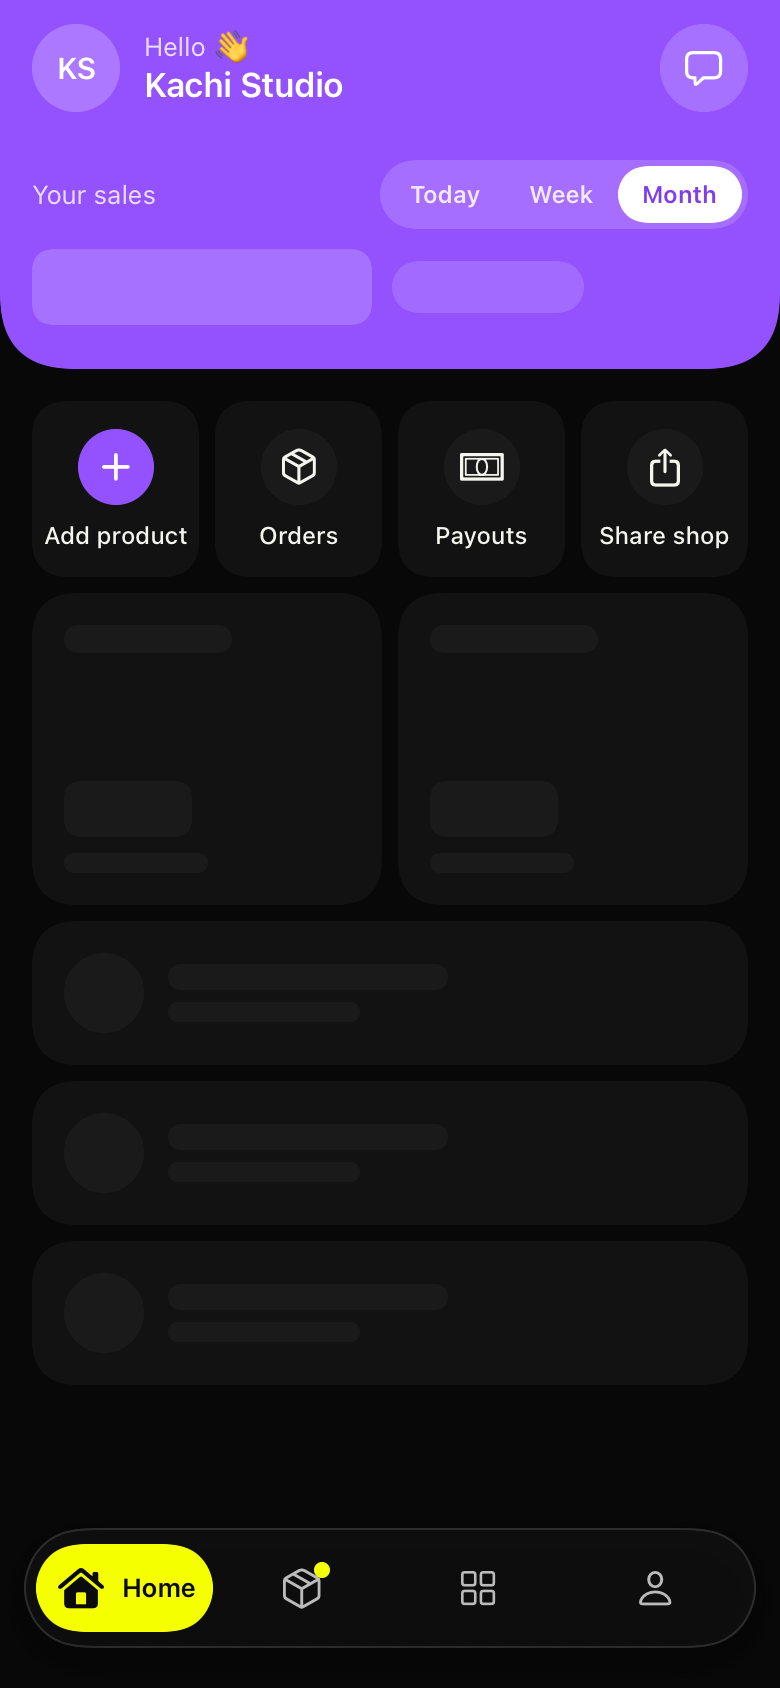 KS
Hello 👋
Kachi Studio
Your sales
Today Week Month
Add product Orders Payouts Share shop
Home